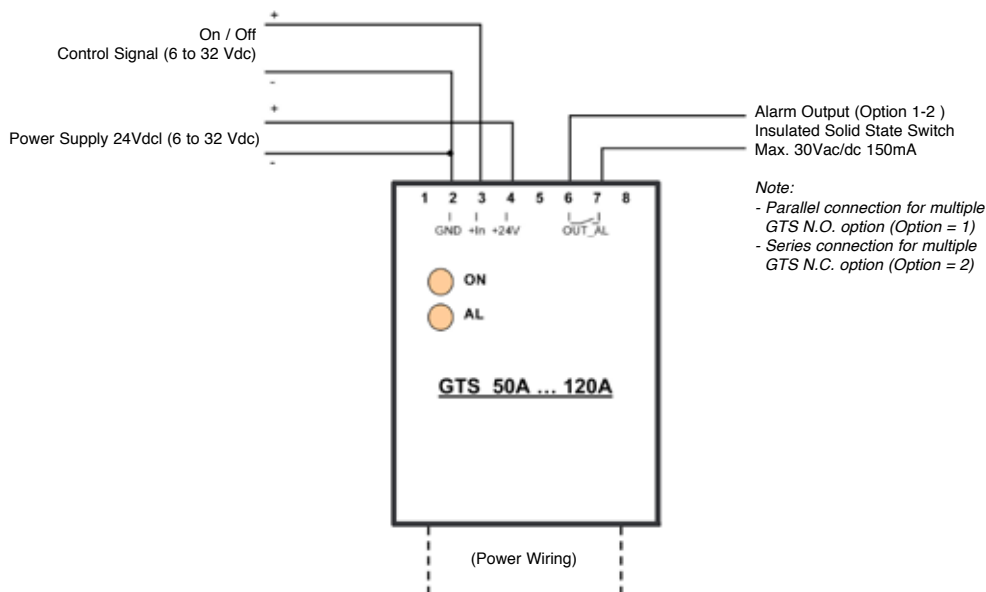 +
On / Off
Control Signal (6 to 32 Vdc)
-
+
Power Supply 24Vdcl (6 to 32 Vdc)
-
Alarm Output (Option 1-2 )
Insulated Solid State Switch
Max. 30Vac/dc 150mA
Note:
- Parallel connection for multiple
GTS N.O. option (Option = 1)
- Series connection for multiple
GTS N.C. option (Option = 2)
1 2 3 4 5 6 7 8
GND +In +24V OUT_AL
ON
AL
GTS 50A ... 120A
(Power Wiring)